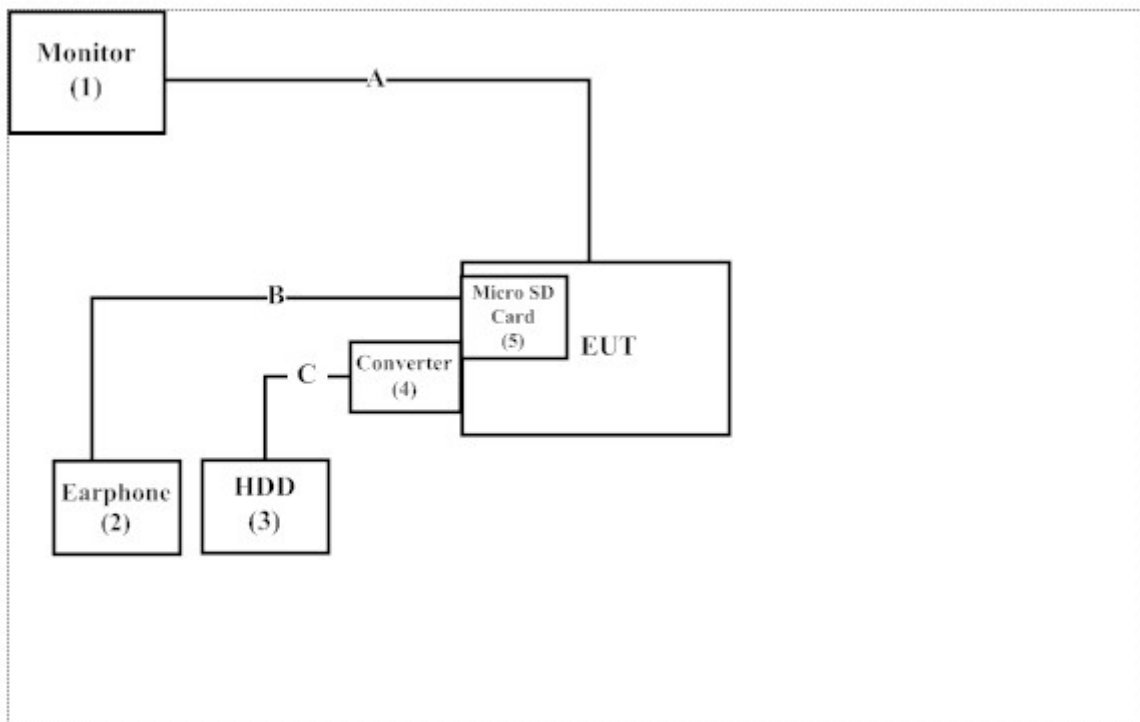 Monitor
(1)
A
B
Micro SD
Card
(5)
EUT
Converter
(4)
C
Earphone
(2)
HDD
(3)